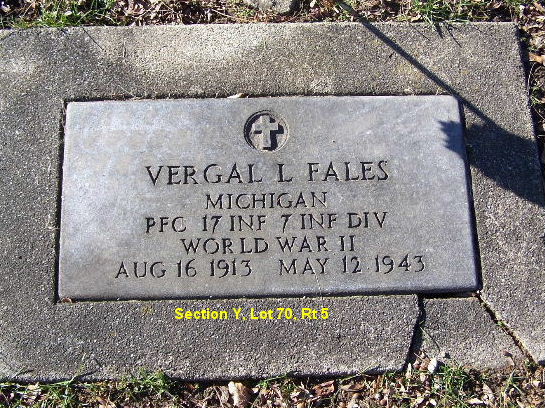 VERGAL L FALES
MICHIGAN
PFC 17 INF 7 INF DIV
WORLD WAR II
AUG 16 1913 MAY 12 1943
Section Y, Lot 70, Rt 5